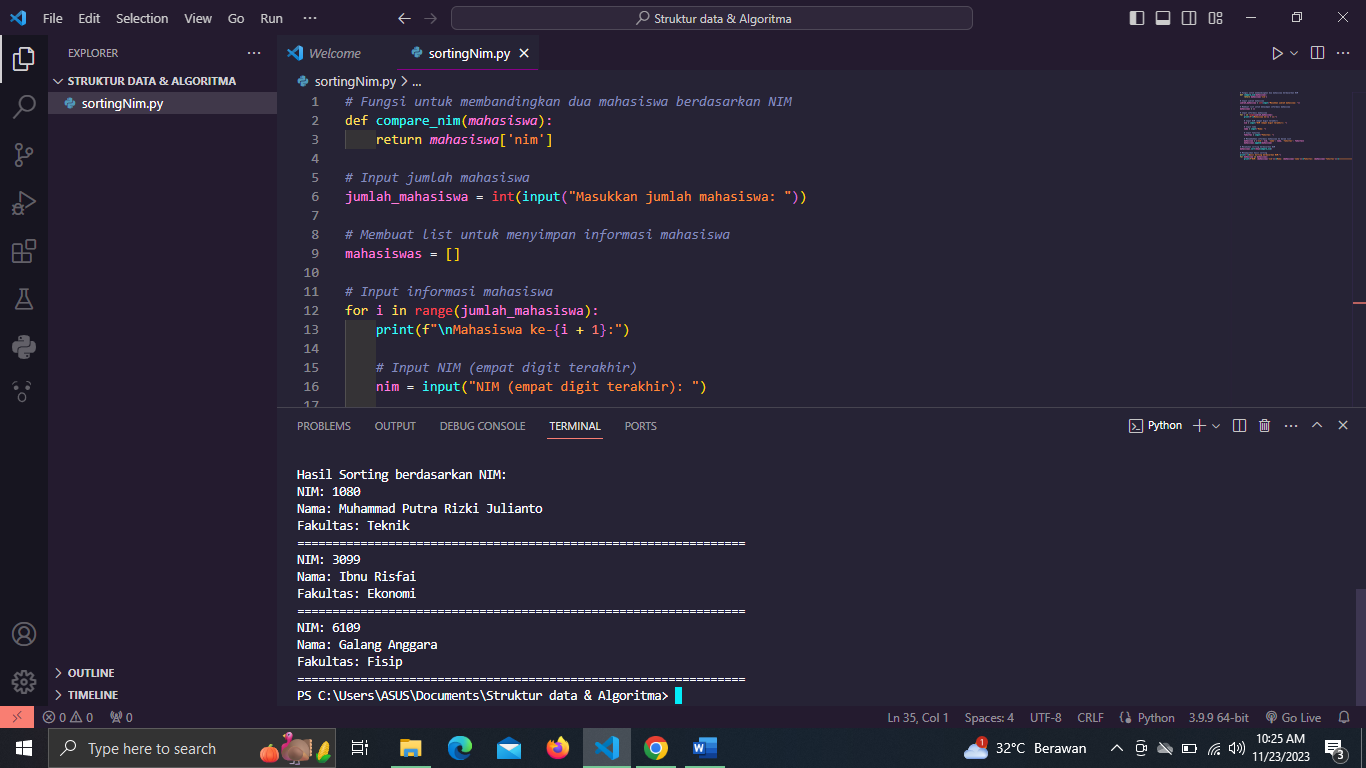 File Edit Selection View Go Run ··· Struktur data & Algoritma
EXPLORER ···
STRUKTUR DATA & ALGORITMA
sortingNim.py
OUTLINE
TIMELINE
Welcome sortingNim.py
sortingNim.py > ...
1 # Fungsi untuk membandingkan dua mahasiswa berdasarkan NIM
2 def compare_nim(mahasiswa):
3 return mahasiswa['nim']
4
5 # Input jumlah mahasiswa
6 jumlah_mahasiswa = int(input("Masukkan jumlah mahasiswa: "))
7
8 # Membuat list untuk menyimpan informasi mahasiswa
9 mahasiswas = []
10
11 # Input informasi mahasiswa
12 for i in range(jumlah_mahasiswa):
13 print(f"\nMahasiswa ke-{i + 1}:")
14
15 # Input NIM (empat digit terakhir)
16 nim = input("NIM (empat digit terakhir): ")
17
PROBLEMS OUTPUT DEBUG CONSOLE TERMINAL PORTS Python
Hasil Sorting berdasarkan NIM:
NIM: 1080
Nama: Muhammad Putra Rizki Julianto
Fakultas: Teknik
================================================================
NIM: 3099
Nama: Ibnu Risfai
Fakultas: Ekonomi
================================================================
NIM: 6109
Nama: Galang Anggara
Fakultas: Fisip
================================================================
PS C:\Users\ASUS\Documents\Struktur data & Algoritma>
0 0 0 Ln 35, Col 1 Spaces: 4 UTF-8 CRLF Python 3.9.9 64-bit Go Live
Type here to search 1 32°C Berawan 10:25 AM
11/23/2023 3